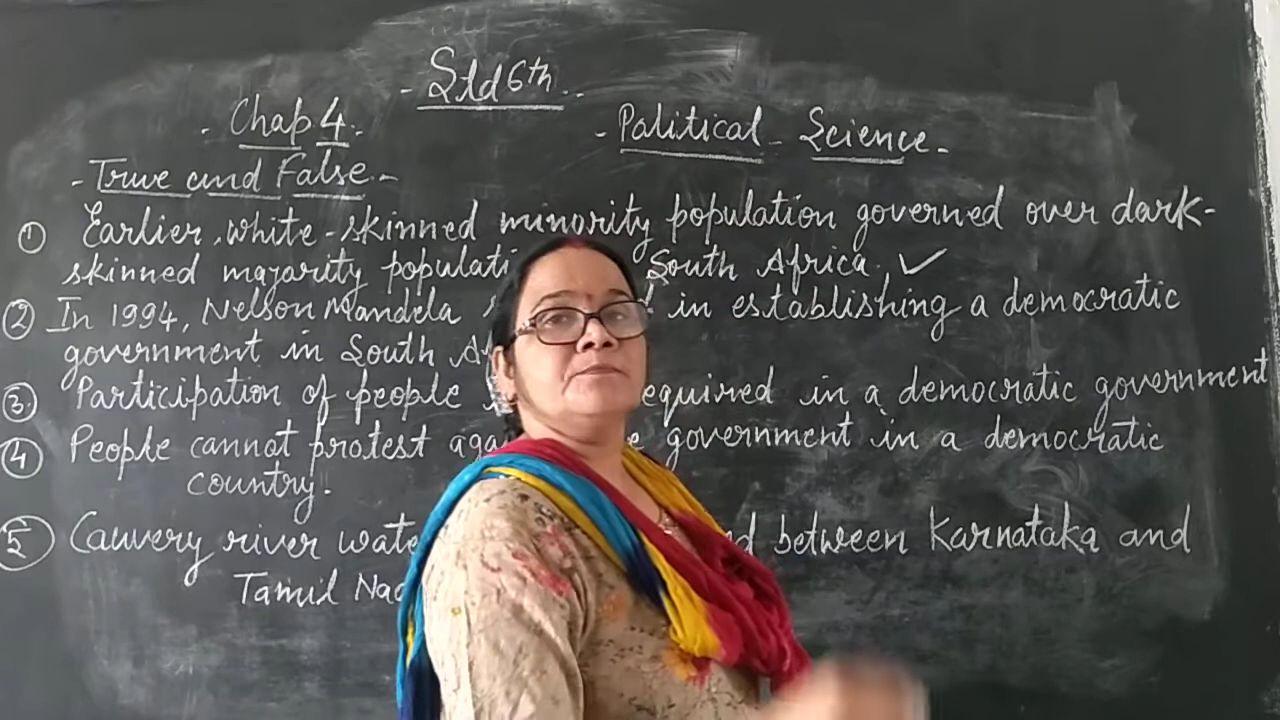 - Std 6th -
- Chap 4 -
- Palitical - Science -
- True and False -
① Earlier, white-skinned minority population governed over dark-
skinned majarity populati South Africa. ✓
② In 1994, Nelson Mandela in establishing a democratic
government in South Af
③ Participation of people equired in a democratic government
④ People cannot protest aga government in a democratic
country.
⑤ Cauvery river wate between Karnataka and
Tamil Na